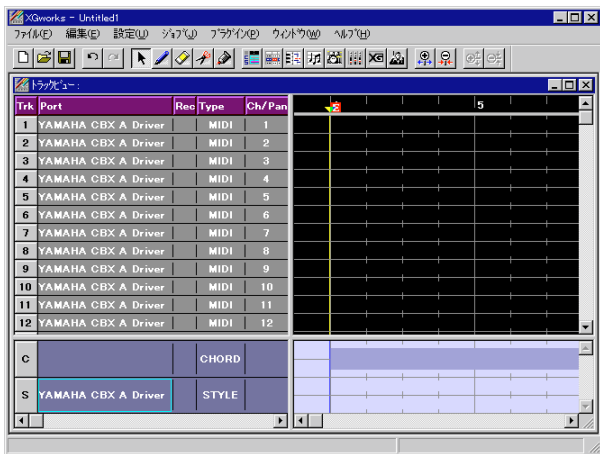 XGworks - Untitled1
ファイル(F) 編集(E) 設定(U) ジョブ(J) プラグイン(P) ウィンドウ(W) ヘルプ(H)
XG
トラックビュー:
Trk Port Rec Type Ch/Pan 5
1 YAMAHA CBX A Driver MIDI 1
2 YAMAHA CBX A Driver MIDI 2
3 YAMAHA CBX A Driver MIDI 3
4 YAMAHA CBX A Driver MIDI 4
5 YAMAHA CBX A Driver MIDI 5
6 YAMAHA CBX A Driver MIDI 6
7 YAMAHA CBX A Driver MIDI 7
8 YAMAHA CBX A Driver MIDI 8
9 YAMAHA CBX A Driver MIDI 9
10 YAMAHA CBX A Driver MIDI 10
11 YAMAHA CBX A Driver MIDI 11
12 YAMAHA CBX A Driver MIDI 12
C CHORD
S YAMAHA CBX A Driver STYLE